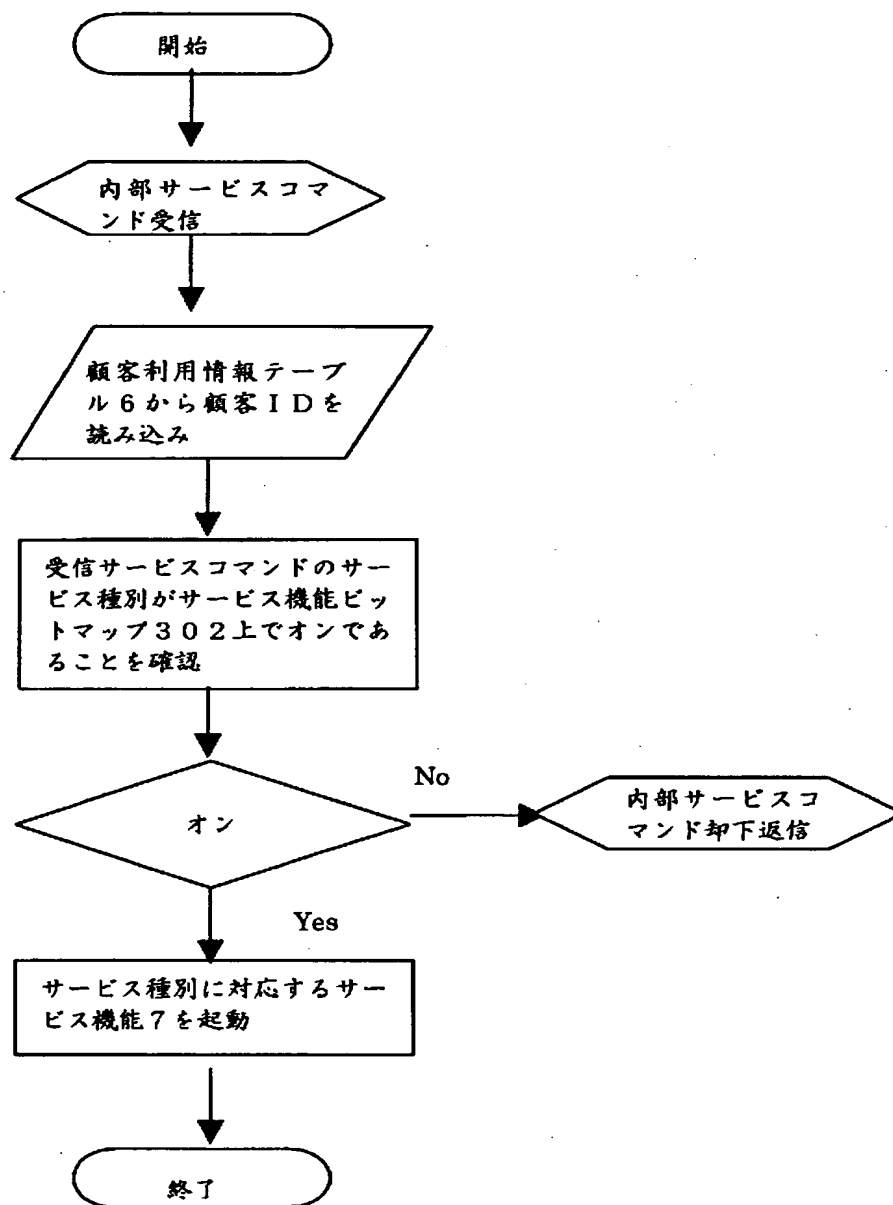 開始
内部サービスコマ
ンド受信
顧客利用情報テーブ
ル6から顧客IDを
読み込み
受信サービスコマンドのサー
ビス種別がサービス機能ビッ
トマップ302上でオンであ
ることを確認
オン
No
内部サービスコ
マンド却下返信
Yes
サービス種別に対応するサー
ビス機能7を起動
終了